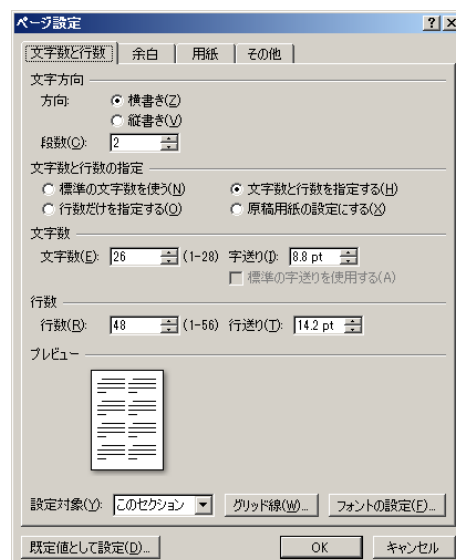 ページ設定
文字数と行数 余白 用紙 その他
文字方向
方向: 横書き(Z)
縦書き(V)
段数(C): 2
文字数と行数の指定
標準の文字数を使う(N) 文字数と行数を指定する(H)
行数だけを指定する(O) 原稿用紙の設定にする(X)
文字数
文字数(E): 26 (1-28) 字送り(I): 8.8 pt
標準の字送りを使用する(A)
行数
行数(R): 48 (1-56) 行送り(T): 14.2 pt
プレビュー
設定対象(Y): このセクション グリッド線(W)... フォントの設定(F)...
既定値として設定(D)... OK キャンセル